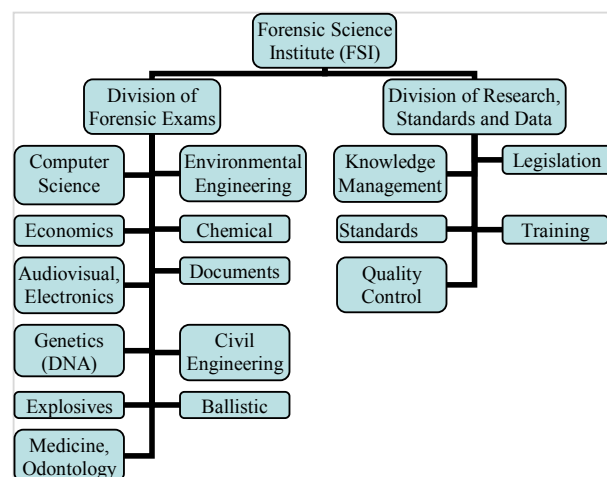 Forensic Science
Institute (FSI)
Division of
Forensic Exams
Division of Research,
Standards and Data
Computer
Science
Environmental
Engineering
Economics
Chemical
Audiovisual,
Electronics
Documents
Genetics
(DNA)
Civil
Engineering
Explosives
Ballistic
Medicine,
Odontology
Knowledge
Management
Legislation
Standards
Training
Quality
Control